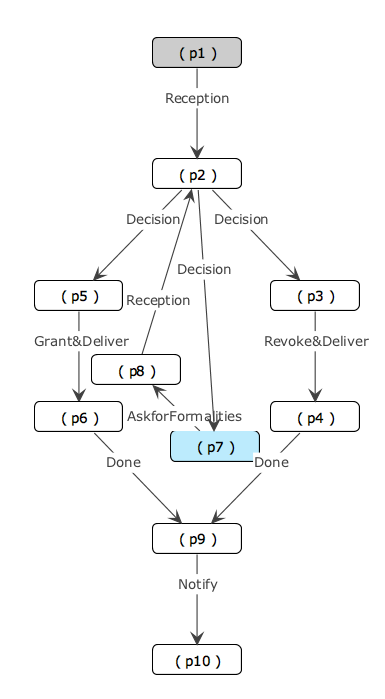 ( p1 )
Reception
( p2 )
Decision
Decision
Decision
( p5 )
( p3 )
Reception
Grant&Deliver
Revoke&Deliver
( p8 )
AskforFormalities
( p6 )
( p4 )
( p7 )
Done
Done
( p9 )
Notify
( p10 )